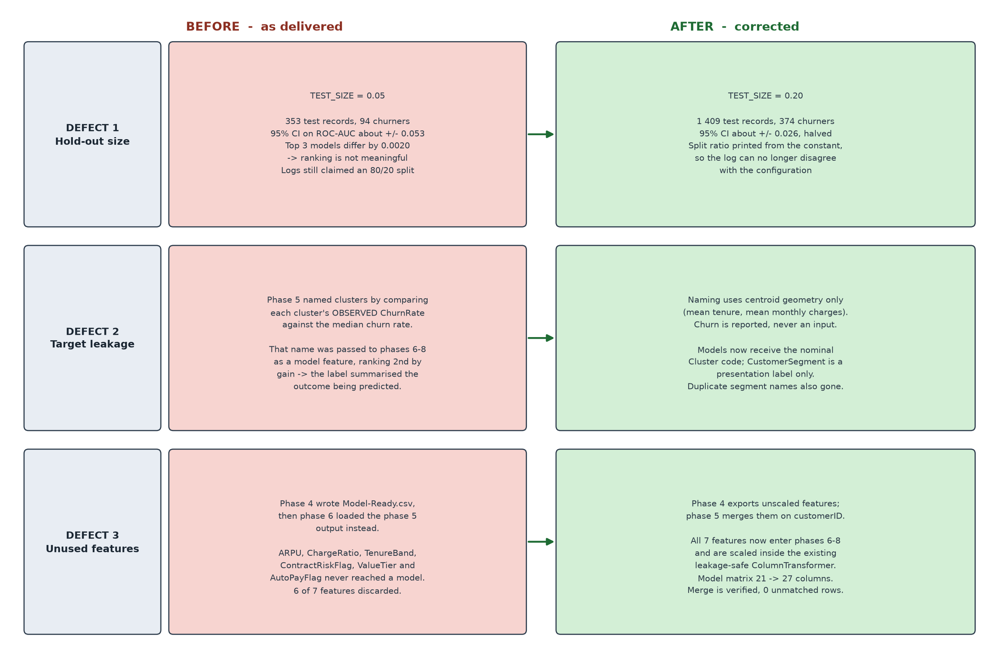 BEFORE - as delivered
AFTER - corrected
DEFECT 1
Hold-out size
TEST_SIZE = 0.05
353 test records, 94 churners
95% CI on ROC-AUC about +/- 0.053
Top 3 models differ by 0.0020
-> ranking is not meaningful
Logs still claimed an 80/20 split
TEST_SIZE = 0.20
1 409 test records, 374 churners
95% CI about +/- 0.026, halved
Split ratio printed from the constant,
so the log can no longer disagree
with the configuration
DEFECT 2
Target leakage
Phase 5 named clusters by comparing
each cluster's OBSERVED ChurnRate
against the median churn rate.
That name was passed to phases 6-8
as a model feature, ranking 2nd by
gain -> the label summarised the
outcome being predicted.
Naming uses centroid geometry only
(mean tenure, mean monthly charges).
Churn is reported, never an input.
Models now receive the nominal
Cluster code; CustomerSegment is a
presentation label only.
Duplicate segment names also gone.
DEFECT 3
Unused features
Phase 4 wrote Model-Ready.csv,
then phase 6 loaded the phase 5
output instead.
ARPU, ChargeRatio, TenureBand,
ContractRiskFlag, ValueTier and
AutoPayFlag never reached a model.
6 of 7 features discarded.
Phase 4 exports unscaled features;
phase 5 merges them on customerID.
All 7 features now enter phases 6-8
and are scaled inside the existing
leakage-safe ColumnTransformer.
Model matrix 21 -> 27 columns.
Merge is verified, 0 unmatched rows.